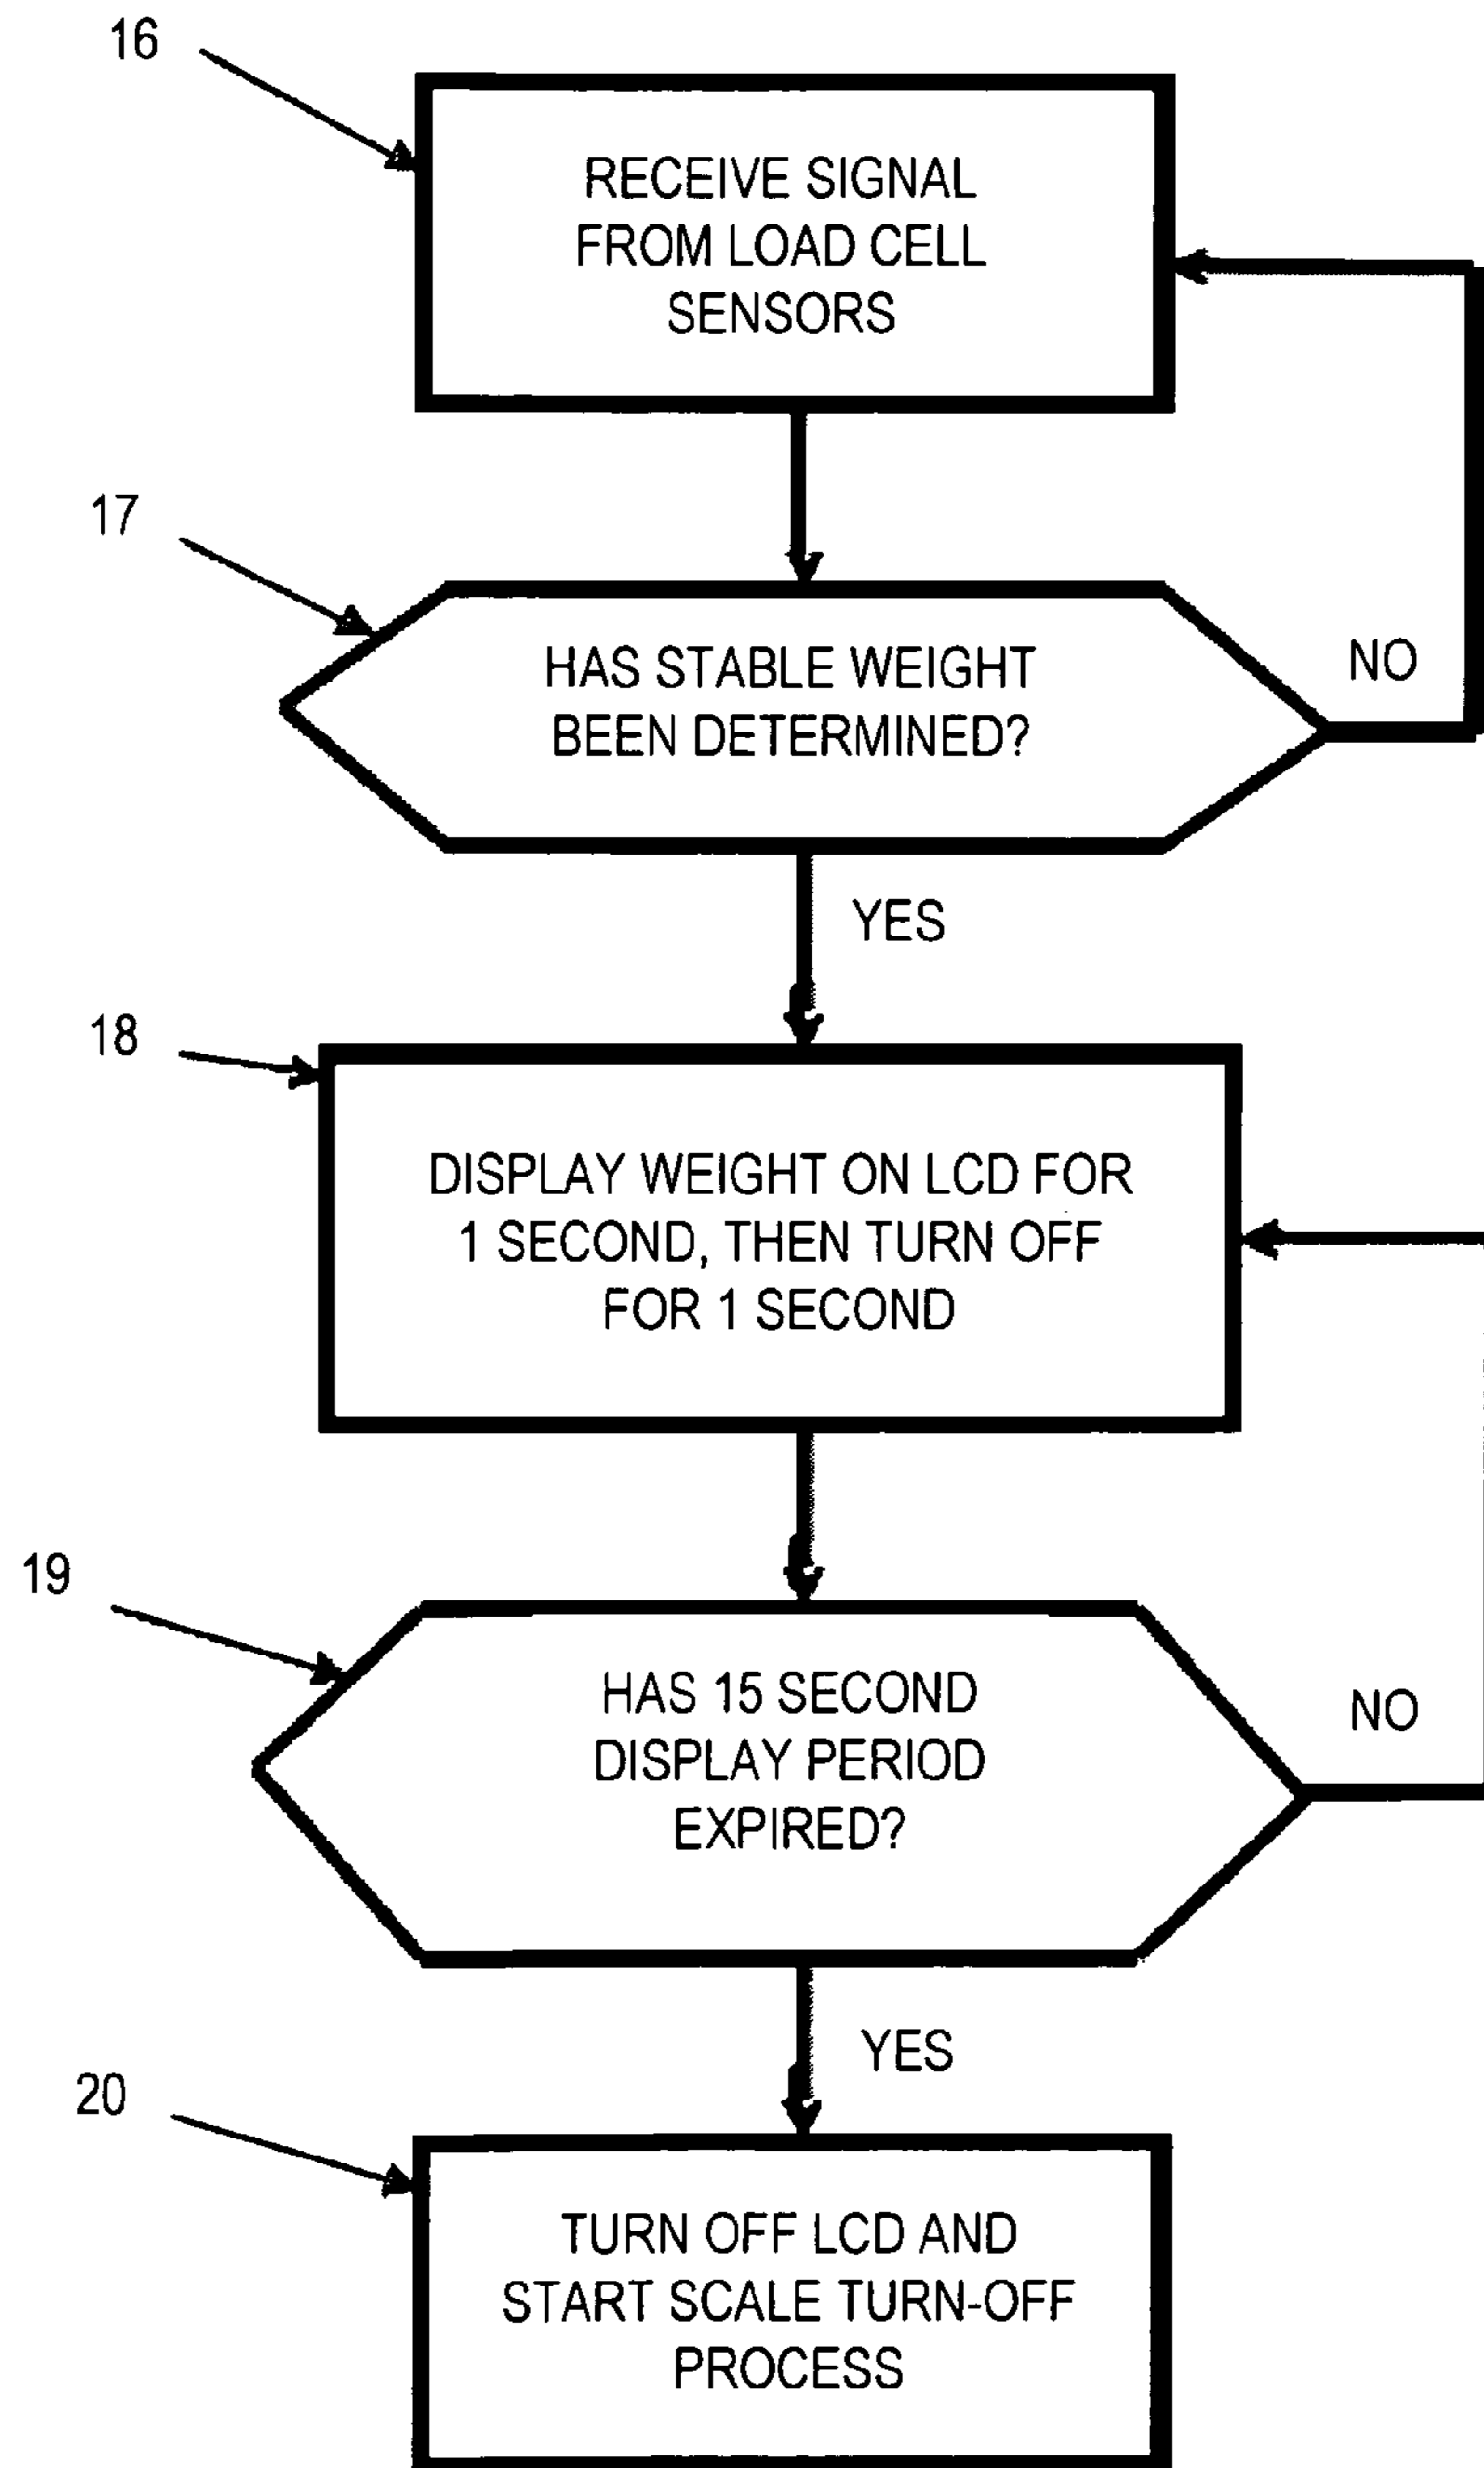 16
RECEIVE SIGNAL
FROM LOAD CELL
SENSORS
17
HAS STABLE WEIGHT
BEEN DETERMINED?
NO
YES
18
DISPLAY WEIGHT ON LCD FOR
1 SECOND, THEN TURN OFF
FOR 1 SECOND
19
HAS 15 SECOND
DISPLAY PERIOD
EXPIRED?
NO
YES
20
TURN OFF LCD AND
START SCALE TURN-OFF
PROCESS